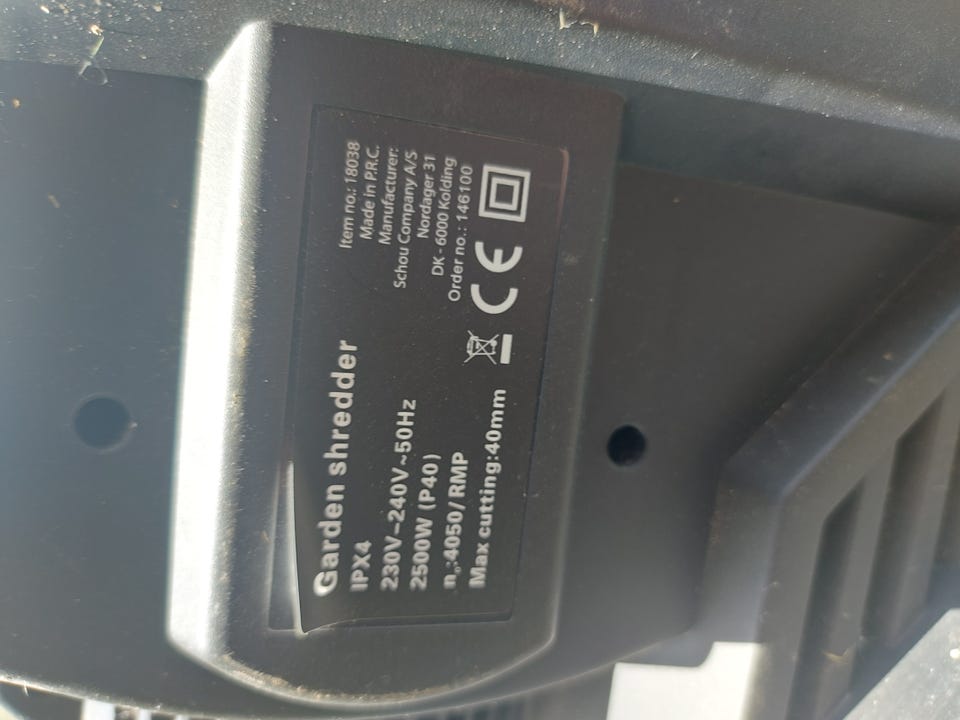 Garden shredder
IPX4
230V-240V~50Hz
2500W (P40)
n₀:4050/RMP
Max cutting:40mm
Item no.: 18038
Made in P.R.C.
Manufacturer:
Schou Company A/S
Nordager 31
DK - 6000 Kolding
Order no.: 146100
CE